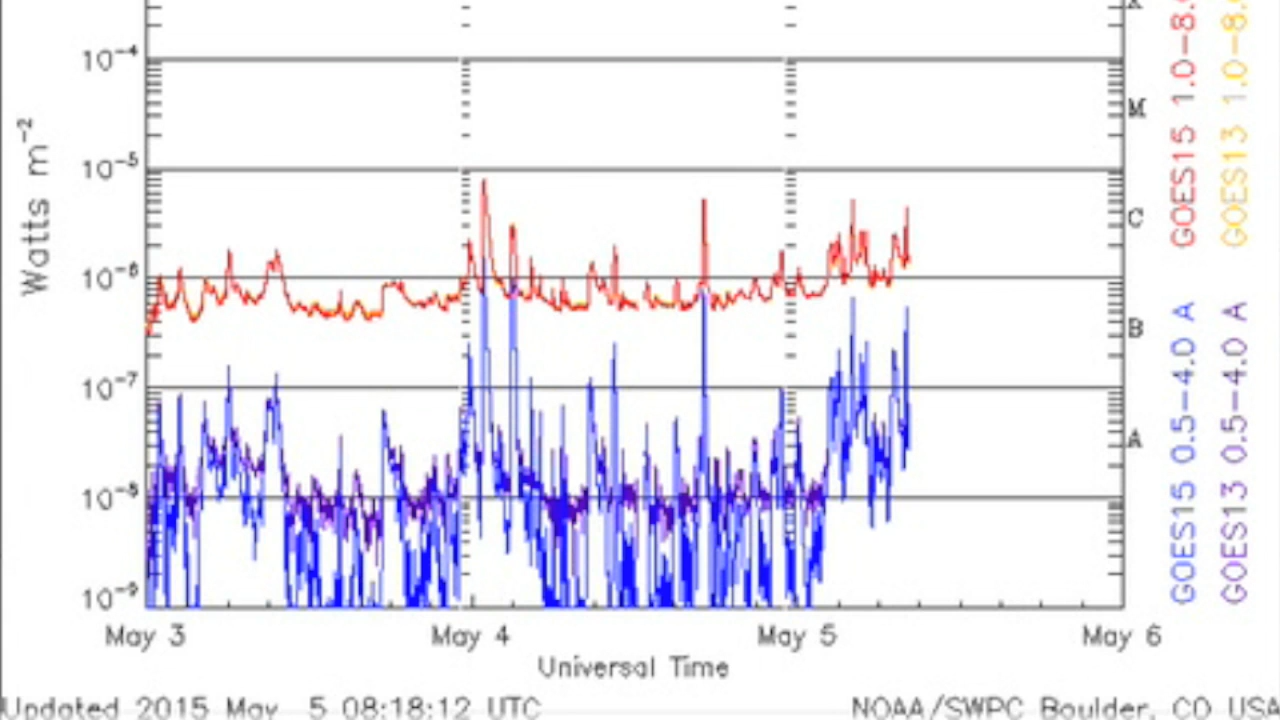 X
10-4
M
10-5
C
10-6
B
10-7
A
10-8
10-9
Watts m-2
May 3 May 4 May 5 May 6
Universal Time
Updated 2015 May 5 08:18:12 UTC
NOAA/SWPC Boulder, CO USA
GOES15 1.0-8.
GOES13 1.0-8.
GOES15 0.5-4.0 A
GOES13 0.5-4.0 A